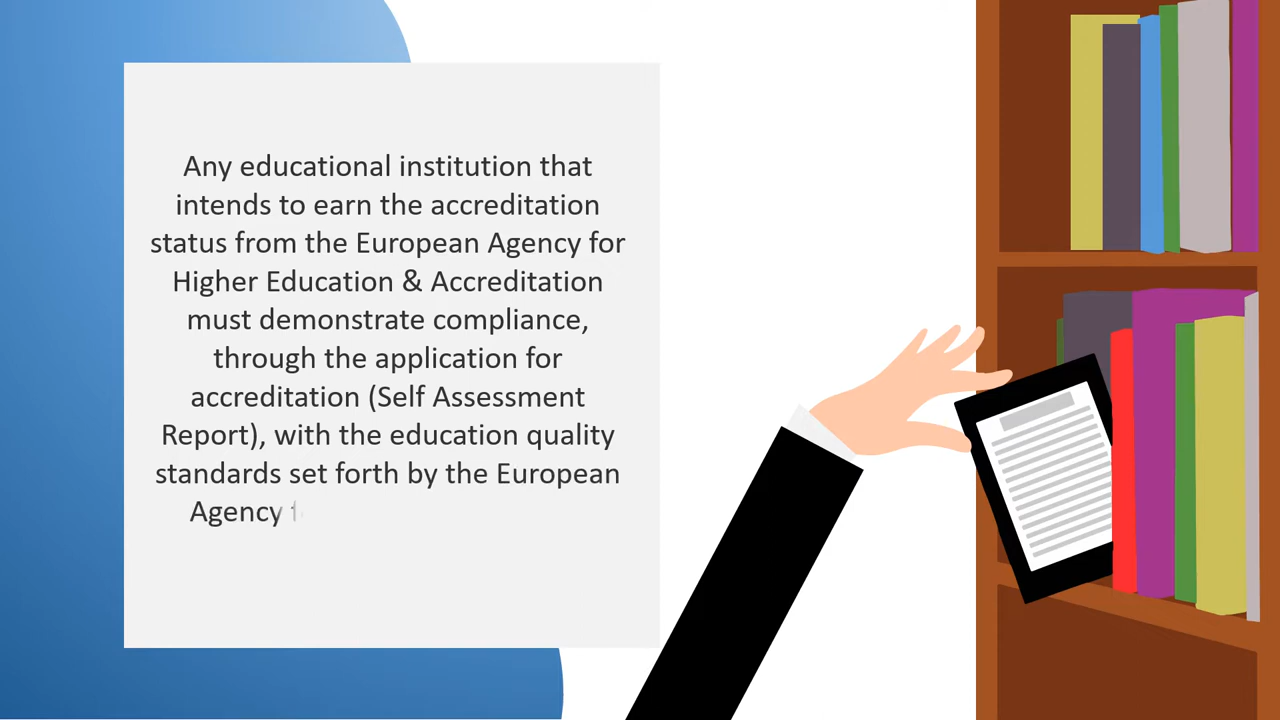 Any educational institution that
intends to earn the accreditation
status from the European Agency for
Higher Education & Accreditation
must demonstrate compliance,
through the application for
accreditation (Self Assessment
Report), with the education quality
standards set forth by the European
Agency